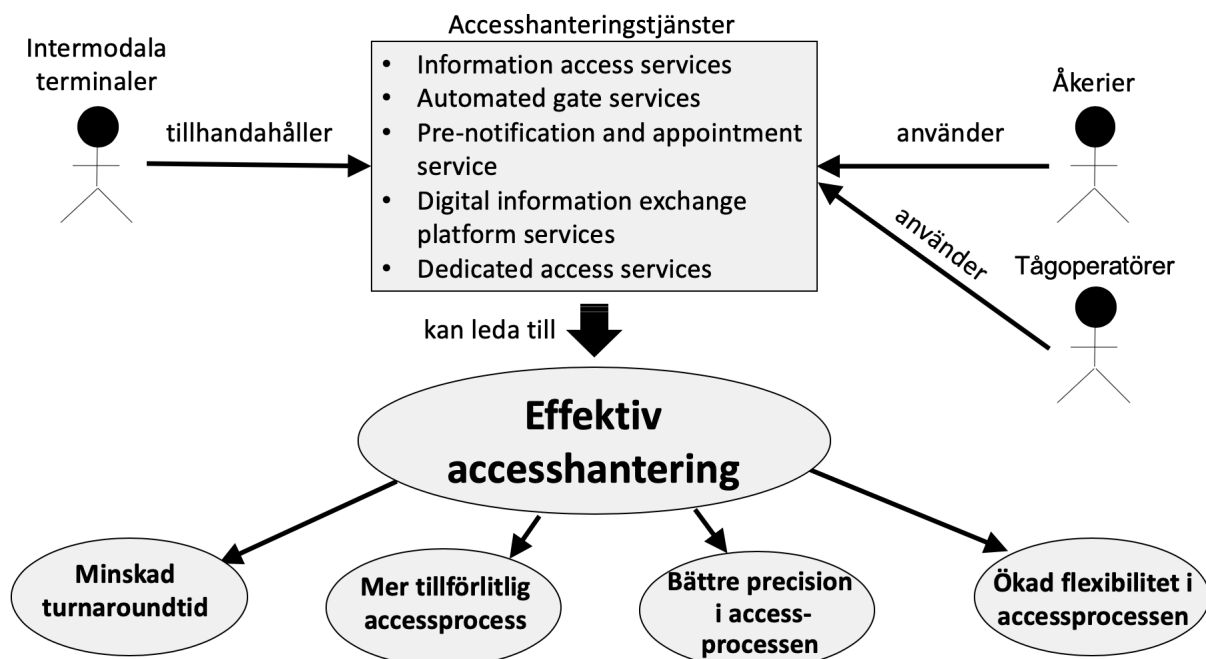 Accesshanteringstjänster
Intermodala
terminaler
tillhandahåller
• Information access services
• Automated gate services
• Pre-notification and appointment
service
• Digital information exchange
platform services
• Dedicated access services
Åkerier
använder
använder
Tågoperatörer
kan leda till
Effektiv
accesshantering
Minskad
turnaroundtid
Mer tillförlitlig
accessprocess
Bättre precision
i access-
processen
Ökad flexibilitet i
accessprocessen